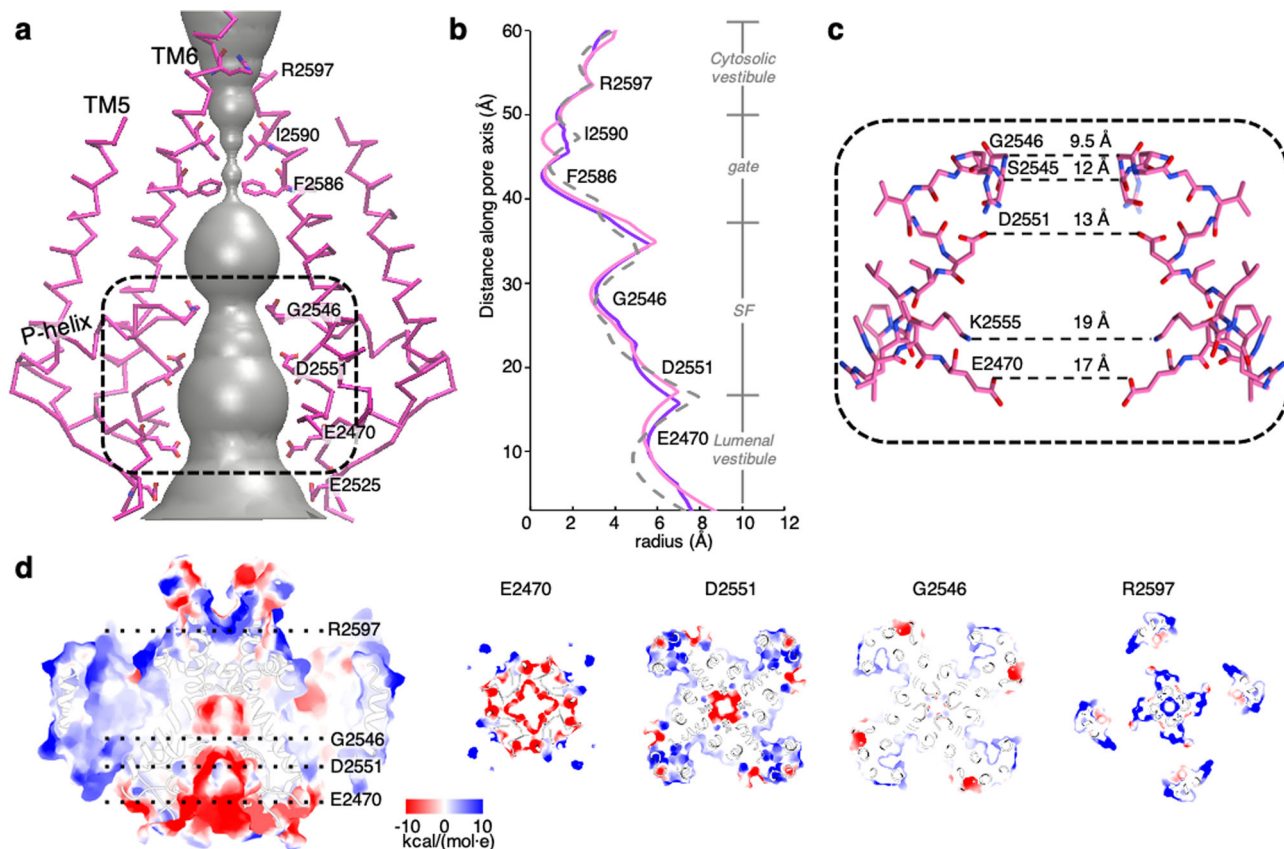 a
TM6
R2597
TM5
I2590
F2586
P-helix
G2546
D2551
E2470
E2525
b
Distance along pore axis (Å)
60
50
40
30
20
10
0
2
4
6
8
10
12
radius (Å)
R2597
I2590
F2586
G2546
D2551
E2470
Cytosolic
vestibule
gate
SF
Lumenal
vestibule
c
G2546 9.5 Å
S2545 12 Å
D2551 13 Å
K2555 19 Å
E2470 17 Å
d
R2597
G2546
D2551
E2470
-10 0 10
kcal/(mol·e)
E2470
D2551
G2546
R2597